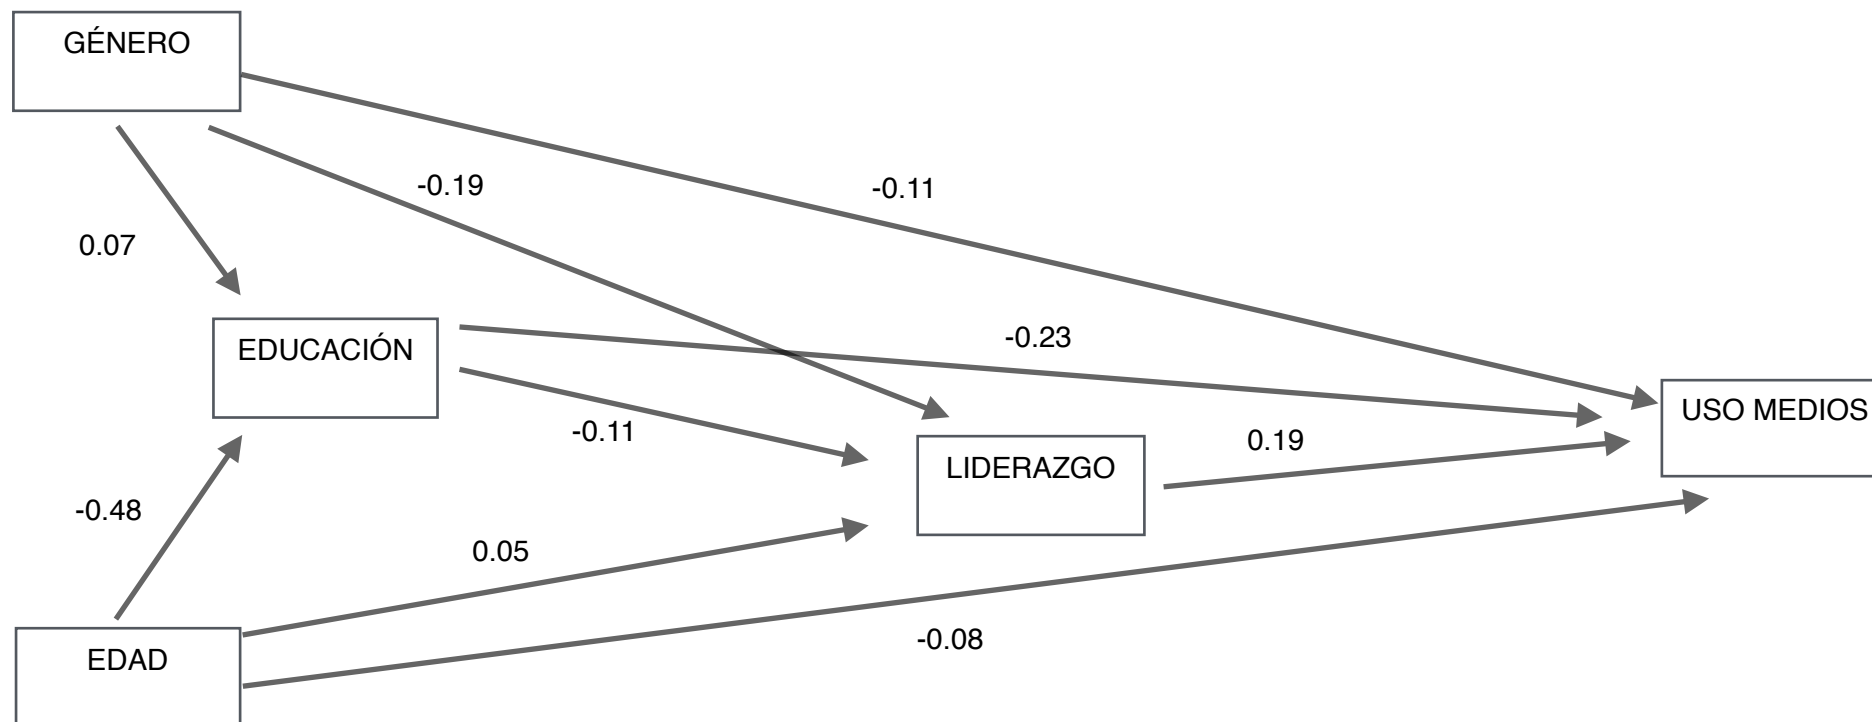 GÉNERO
-0.19
-0.11
0.07
-0.23
EDUCACIÓN
USO MEDIOS
-0.11
0.19
LIDERAZGO
-0.48
0.05
-0.08
EDAD